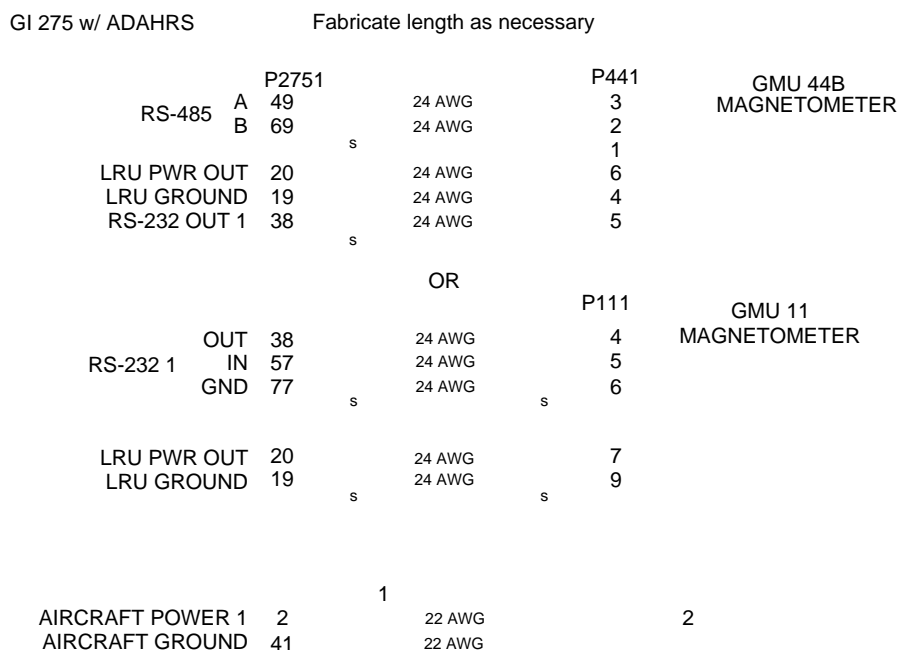 GI 275 w/ ADAHRS Fabricate length as necessary
P2751 P441 GMU 44B
RS-485 A 49 24 AWG 3 MAGNETOMETER
B 69 24 AWG 2
s 1
LRU PWR OUT 20 24 AWG 6
LRU GROUND 19 24 AWG 4
RS-232 OUT 1 38 24 AWG 5
s
OR
P111 GMU 11
OUT 38 24 AWG 4 MAGNETOMETER
RS-232 1 IN 57 24 AWG 5
GND 77 24 AWG 6
s s
LRU PWR OUT 20 24 AWG 7
LRU GROUND 19 24 AWG 9
s s
1
AIRCRAFT POWER 1 2 22 AWG 2
AIRCRAFT GROUND 41 22 AWG